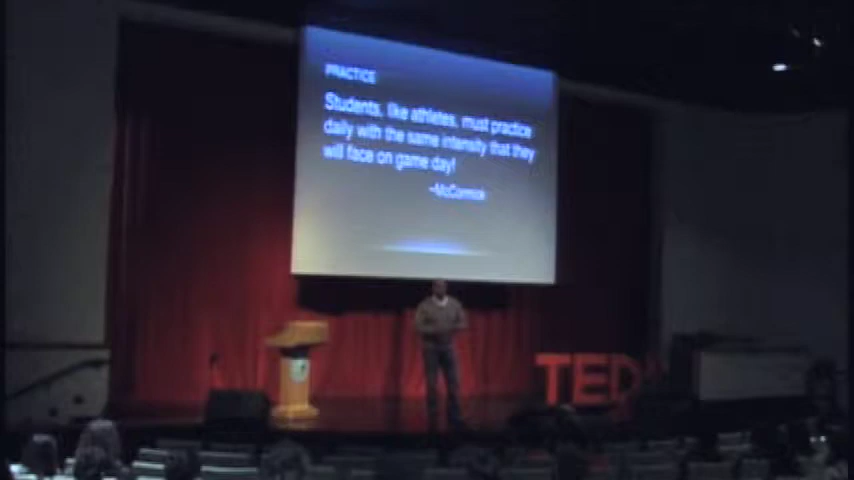 PRACTICE
Students, like athletes, must practice
daily with the same intensity that they
will face on game day!
~McCormick
TEDx